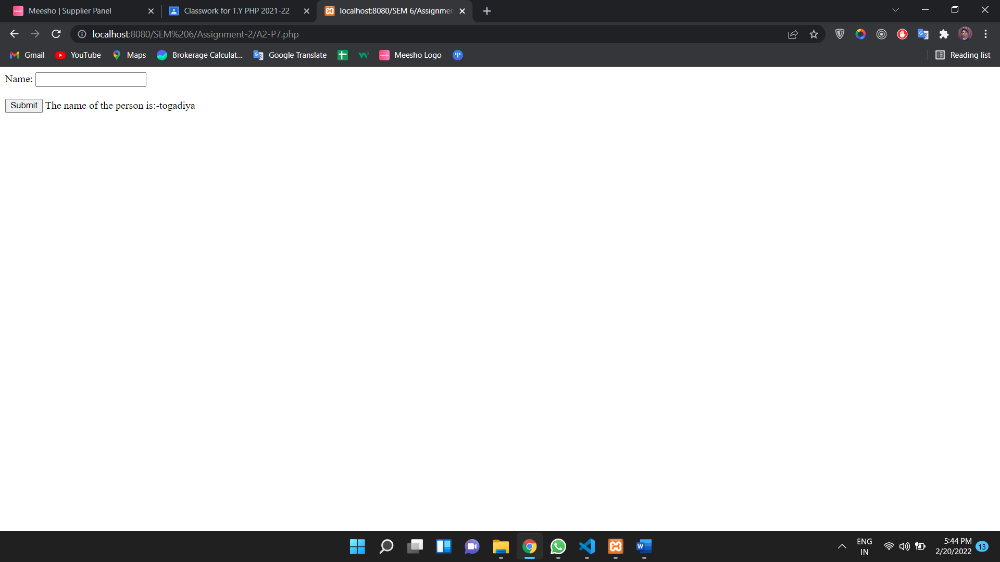 Meesho | Supplier Panel
Classwork for T.Y PHP 2021-22
localhost:8080/SEM 6/Assignmen
localhost:8080/SEM%206/Assignment-2/A2-P7.php
Gmail
YouTube
Maps
Brokerage Calculat...
Google Translate
Meesho Logo
Reading list
Name:
Submit The name of the person is:-togadiya
ENG
IN
5:44 PM
2/20/2022
13